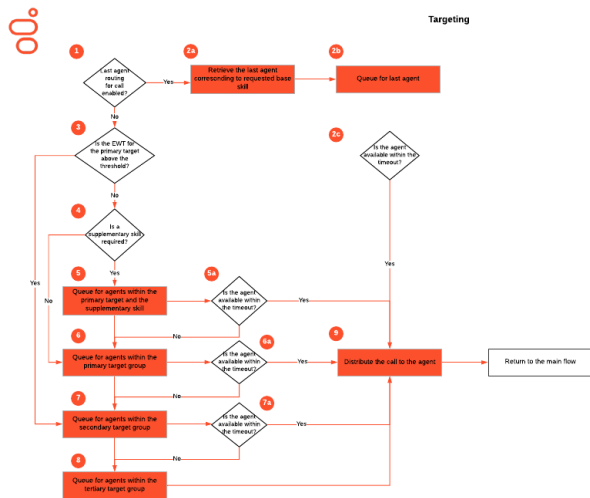 Targeting
1
2a
2b
Last agent
routing
for call
enabled?
Yes
Retrieve the last agent
corresonding to requested base
skill
Queue for last agent
No
3
Is the EWT for
the primary target
above the
threshold?
2c
Is the agent
available within the
timeout?
No
4
Is a
supplementary skill
required?
Yes
Yes
No
Yes
5
Queue for agents within the
primary target and the
supplementary skill
5a
Is the agent
available within
the timeout?
Yes
No
6
Queue for agents within the
primary target group
6a
Is the agent
available within
the timeout?
Yes
9
Distribute the call to the agent
Return to the main flow
No
7
Queue for agents within the
secondary target group
7a
Is the agent
available within
the timeout?
Yes
No
8
Queue for agents within the
tertiary target group